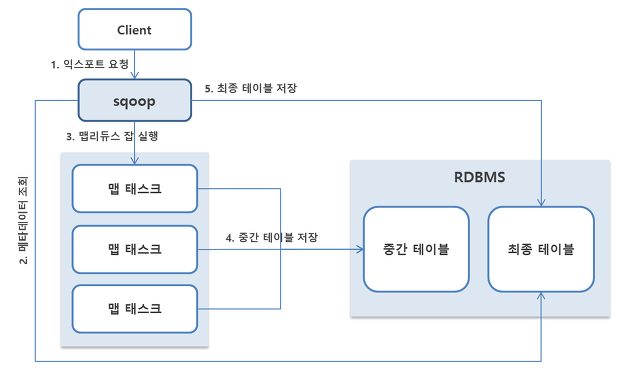 Client
1. 익스포트 요청
sqoop
5. 최종 테이블 저장
3. 맵리듀스 잡 실행
2. 메타데이터 조회
맵 태스크
맵 태스크
맵 태스크
4. 중간 테이블 저장
RDBMS
중간 테이블
최종 테이블